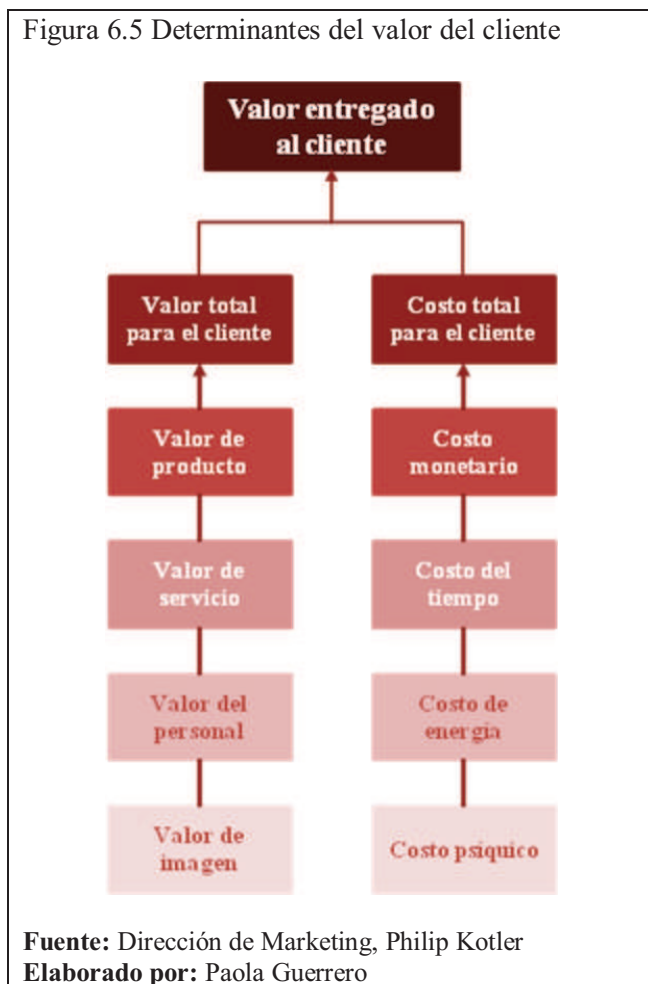 Figura 6.5 Determinantes del valor del cliente
Valor entregado
al cliente
Valor total
para el cliente
Costo total
para el cliente
Valor de
producto
Costo
monetario
Valor de
servicio
Costo del
tiempo
Valor del
personal
Costo de
energía
Valor de
imagen
Costo psíquico
Fuente: Dirección de Marketing, Philip Kotler
Elaborado por: Paola Guerrero